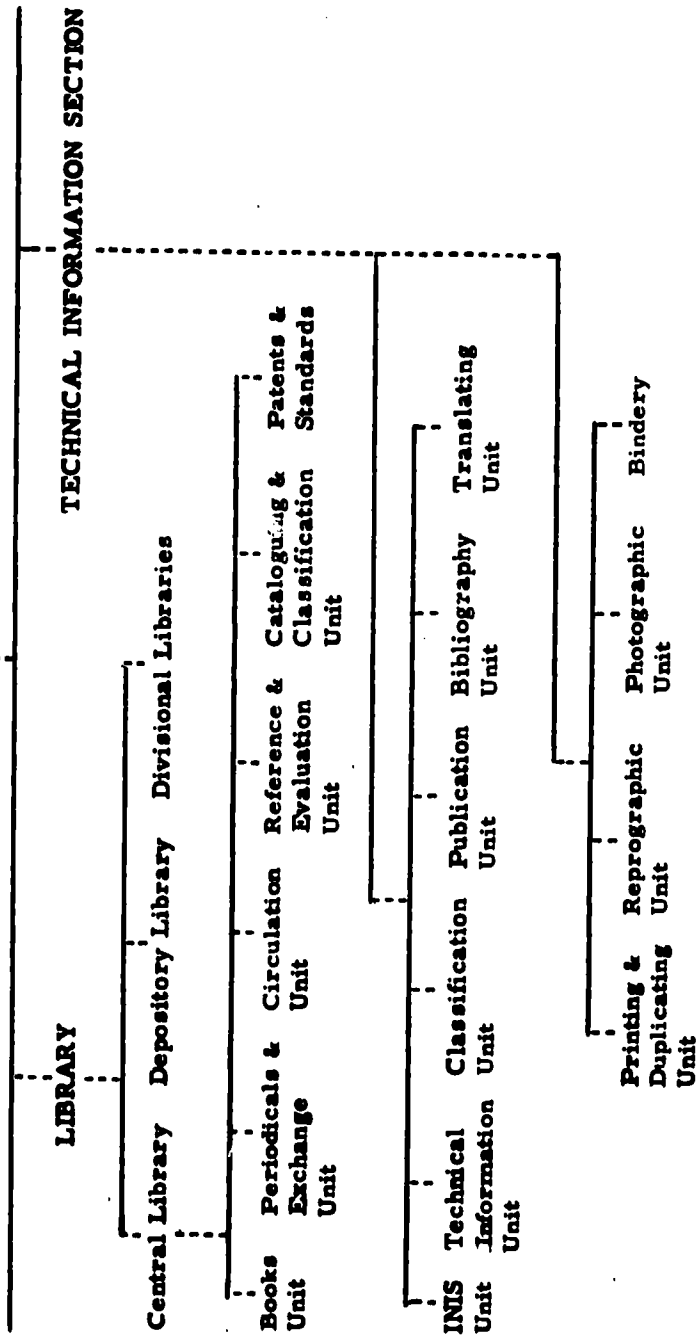 LIBRARY
TECHNICAL INFORMATION SECTION
Central Library Depository Library Divisional Libraries
Books Unit
Periodicals & Exchange Unit
Circulation Unit
Reference & Evaluation Unit
Cataloguing & Classification Unit
Patents & Standards
INIS Unit
Technical Information Unit
Classification Unit
Publication Unit
Bibliography Unit
Translating Unit
Printing & Duplicating Unit
Reprographic Unit
Photographic Unit
Bindery